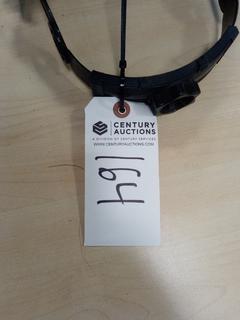 CENTURY
AUCTIONS
A DIVISION OF CENTURY SERVICES
WWW.CENTURYAUCTIONS.COM
164